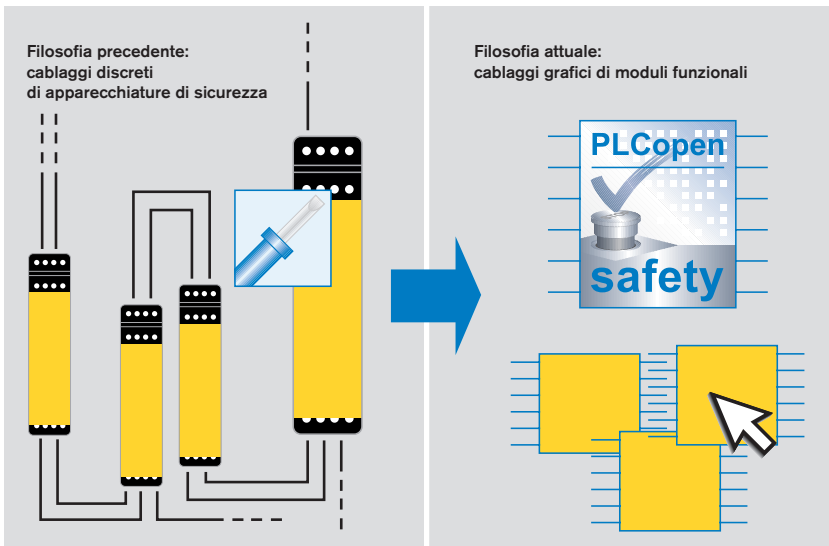 Filosofia precedente:
cablaggi discreti
di apparecchiature di sicurezza
Filosofia attuale:
cablaggi grafici di moduli funzionali
PLCopen
safety